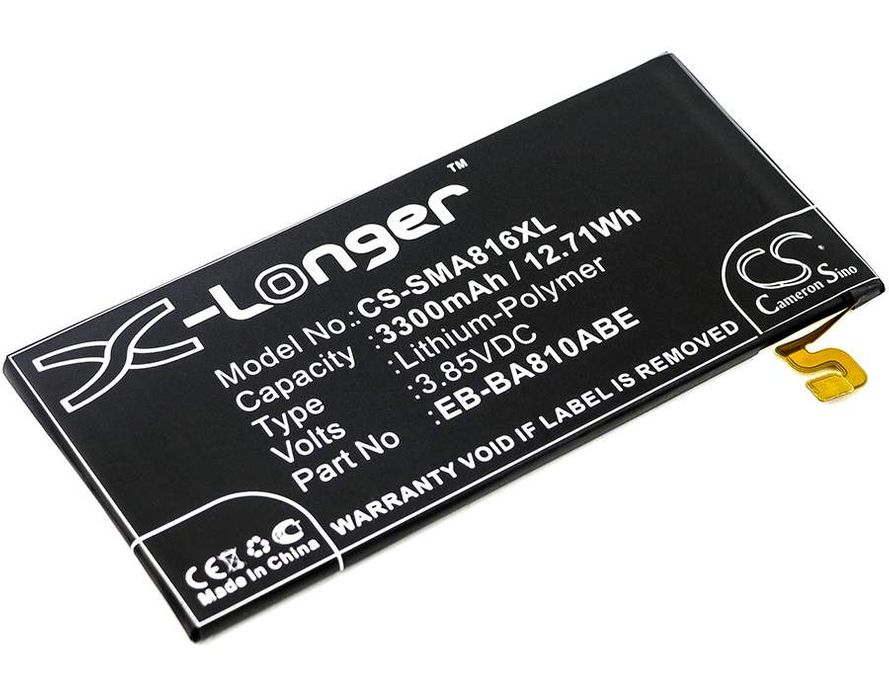 X-Longer™
Model No.:CS-SMA816XL
Capacity :3300mAh / 12.71Wh
Type :Lithium-Polymer
Volts :3.85VDC
Part No :EB-BA810ABE
WARRANTY VOID IF LABEL IS REMOVED
CS
Cameron Sino
CE
Made in China